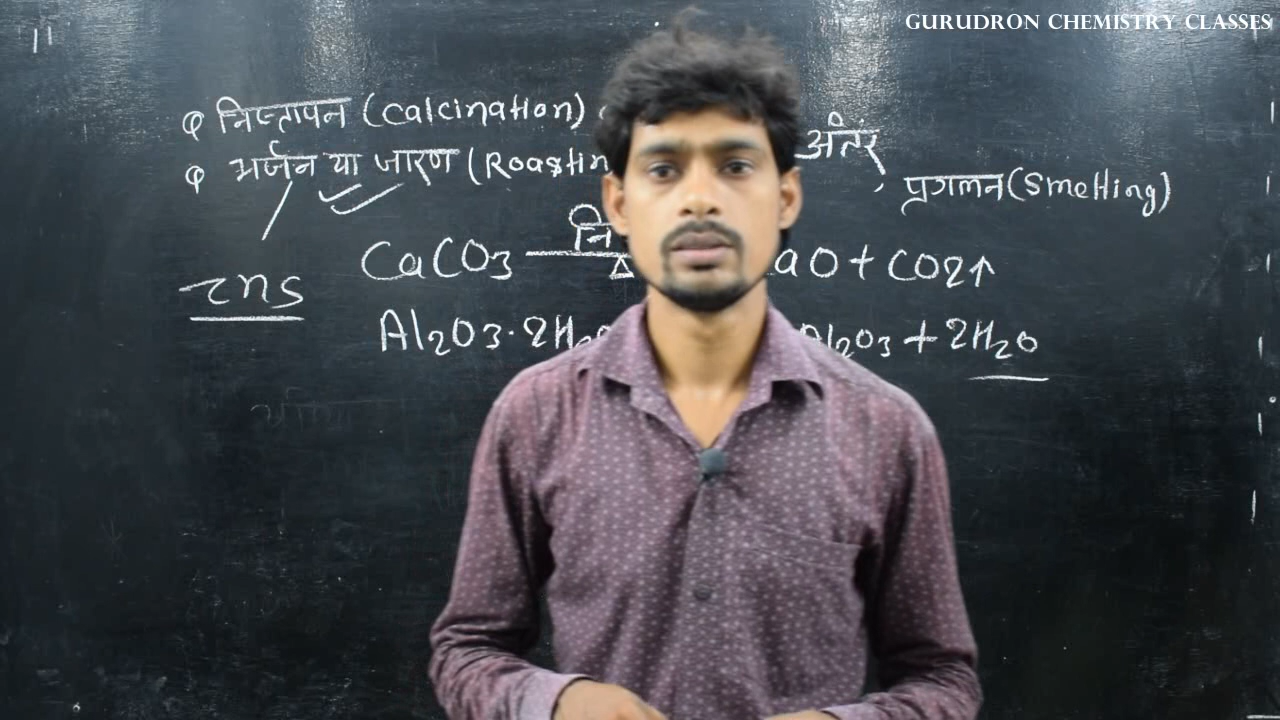 GURUDRON CHEMISTRY CLASSES
Q निस्तापन (Calcination)
Q भर्जन या जारण (Roastin अंतर
प्रगलन (Smelting)
CaCO3 नि Δ aO + CO2↑
Ans
Al2O3·2H2 Al2O3 + 2H2O